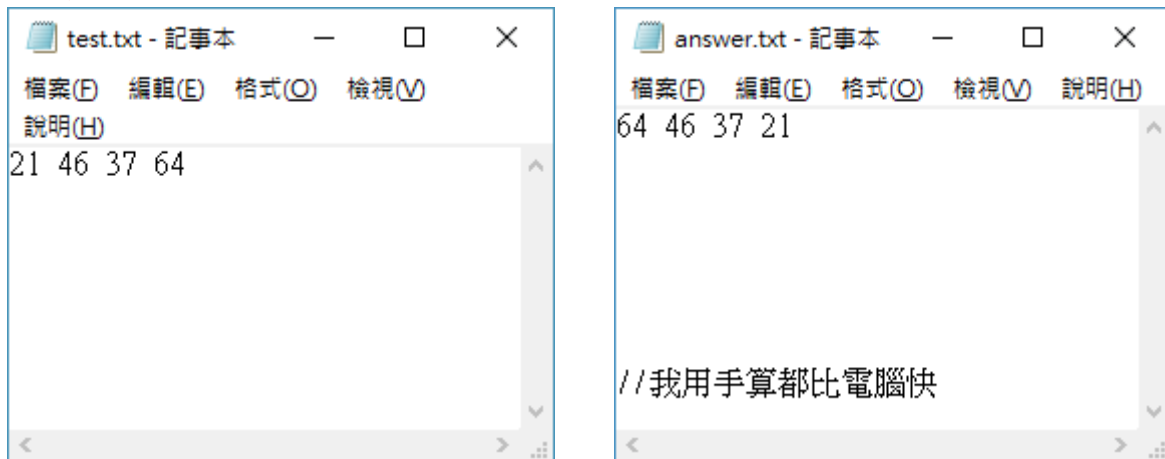 test.txt - 記事本
檔案(F) 編輯(E) 格式(O) 檢視(V)
說明(H)
21 46 37 64
answer.txt - 記事本
檔案(F) 編輯(E) 格式(O) 檢視(V) 說明(H)
64 46 37 21
//我用手算都比電腦快